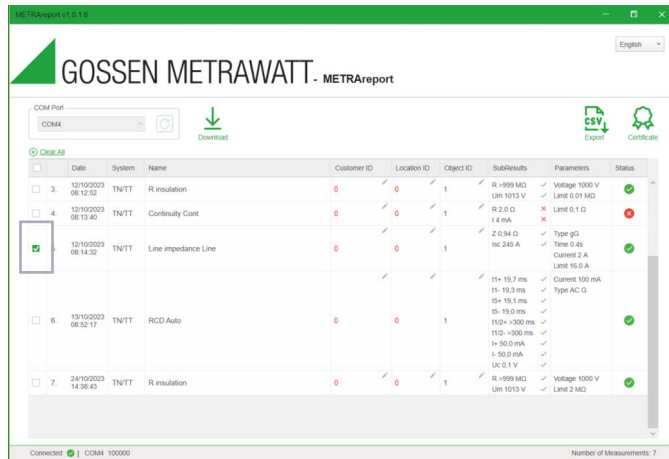 METRAreport v1.0.1.6
English
GOSSEN METRAWATT - METRAreport
COM Port
COM4
Download
Export
Certificate
Clear All
Date System Name Customer ID Location ID Object ID SubResults Parameters Status
3. 12/10/2023 08:12:52 TN/TT R insulation 0 0 1
R >999 MΩ Voltage 1000 V
Um 1013 V Limit 0,01 MΩ
4. 12/10/2023 08:13:40 TN/TT Continuity Cont 0 0 1
R 2,0 Ω Limit 0,1 Ω
I 4 mA
12/10/2023 08:14:32 TN/TT Line impedance Line 0 0 1
Z 0,94 Ω Type gG
Isc 245 A Time 0.4s
Current 2 A
Limit 16,0 A
6. 13/10/2023 08:52:17 TN/TT RCD Auto 0 0 1
t1+ 19,7 ms Current 100 mA
t1- 19,3 ms Type AC G
t5+ 19,1 ms
t5- 19,0 ms
t1/2+ >300 ms
t1/2- >300 ms
I+ 50,0 mA
I- 50,0 mA
Uc 0,1 V
7. 24/10/2023 14:38:43 TN/TT R insulation 0 0 1
R >999 MΩ Voltage 1000 V
Um 1013 V Limit 2 MΩ
Connected | COM4 100000
Number of Measurements 7